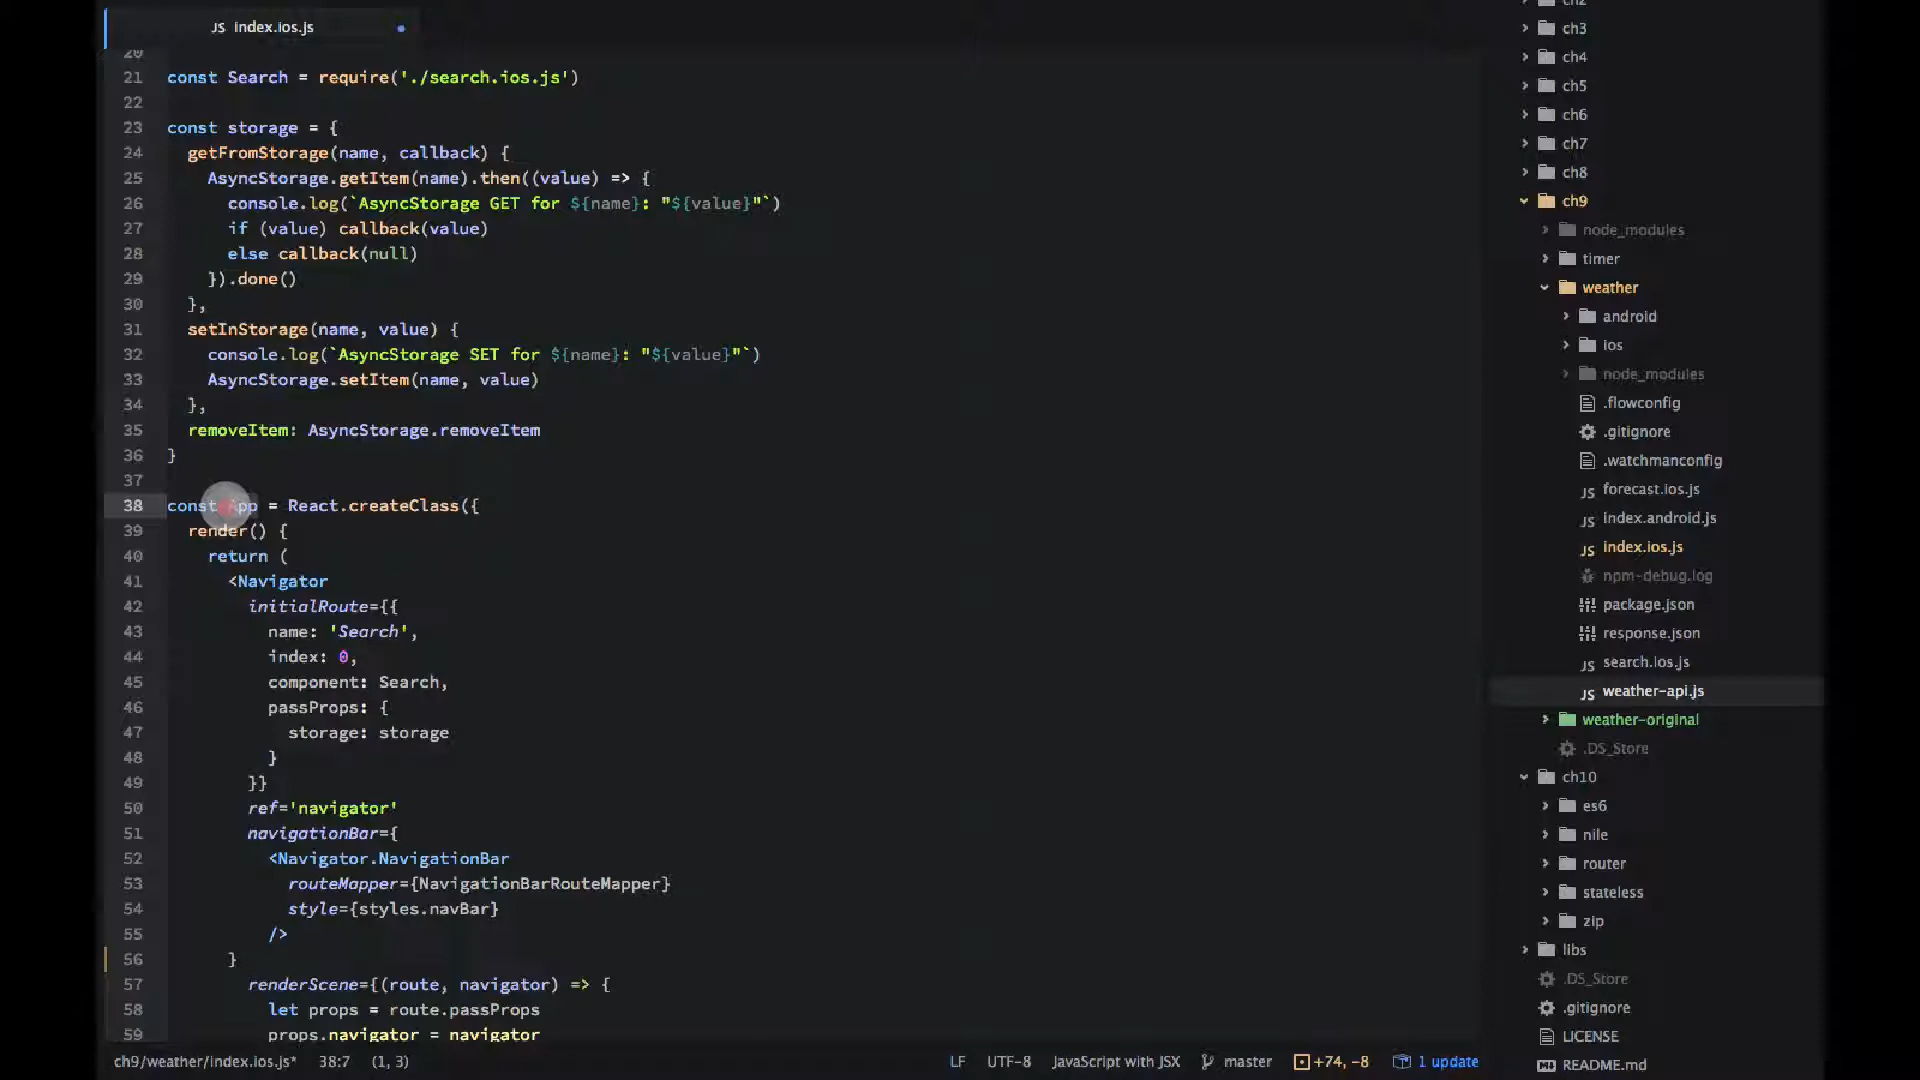 JS index.ios.js
20
21 const Search = require('./search.ios.js')
22
23 const storage = {
24 getFromStorage(name, callback) {
25 AsyncStorage.getItem(name).then((value) => {
26 console.log(`AsyncStorage GET for ${name}: "${value}"`)
27 if (value) callback(value)
28 else callback(null)
29 }).done()
30 },
31 setInStorage(name, value) {
32 console.log(`AsyncStorage SET for ${name}: "${value}"`)
33 AsyncStorage.setItem(name, value)
34 },
35 removeItem: AsyncStorage.removeItem
36 }
37
38 const App = React.createClass({
39 render() {
40 return (
41 <Navigator
42 initialRoute={{
43 name: 'Search',
44 index: 0,
45 component: Search,
46 passProps: {
47 storage: storage
48 }
49 }}
50 ref='navigator'
51 navigationBar={
52 <Navigator.NavigationBar
53 routeMapper={NavigationBarRouteMapper}
54 style={styles.navBar}
55 />
56 }
57 renderScene={(route, navigator) => {
58 let props = route.passProps
59 props.navigator = navigator
ch9/weather/index.ios.js* 38:7 (1, 3)
LF UTF-8 JavaScript with JSX master +74, -8 1 update
ch2
ch3
ch4
ch5
ch6
ch7
ch8
ch9
node_modules
timer
weather
android
ios
node_modules
.flowconfig
.gitignore
.watchmanconfig
JS forecast.ios.js
JS index.android.js
JS index.ios.js
npm-debug.log
package.json
response.json
JS search.ios.js
JS weather-api.js
weather-original
.DS_Store
ch10
es6
nile
router
stateless
zip
libs
.DS_Store
.gitignore
LICENSE
README.md